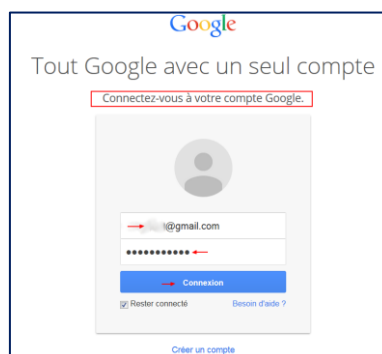 Google
Tout Google avec un seul compte
Connectez-vous à votre compte Google.
@gmail.com
Connexion
Rester connecté Besoin d'aide ?
Créer un compte